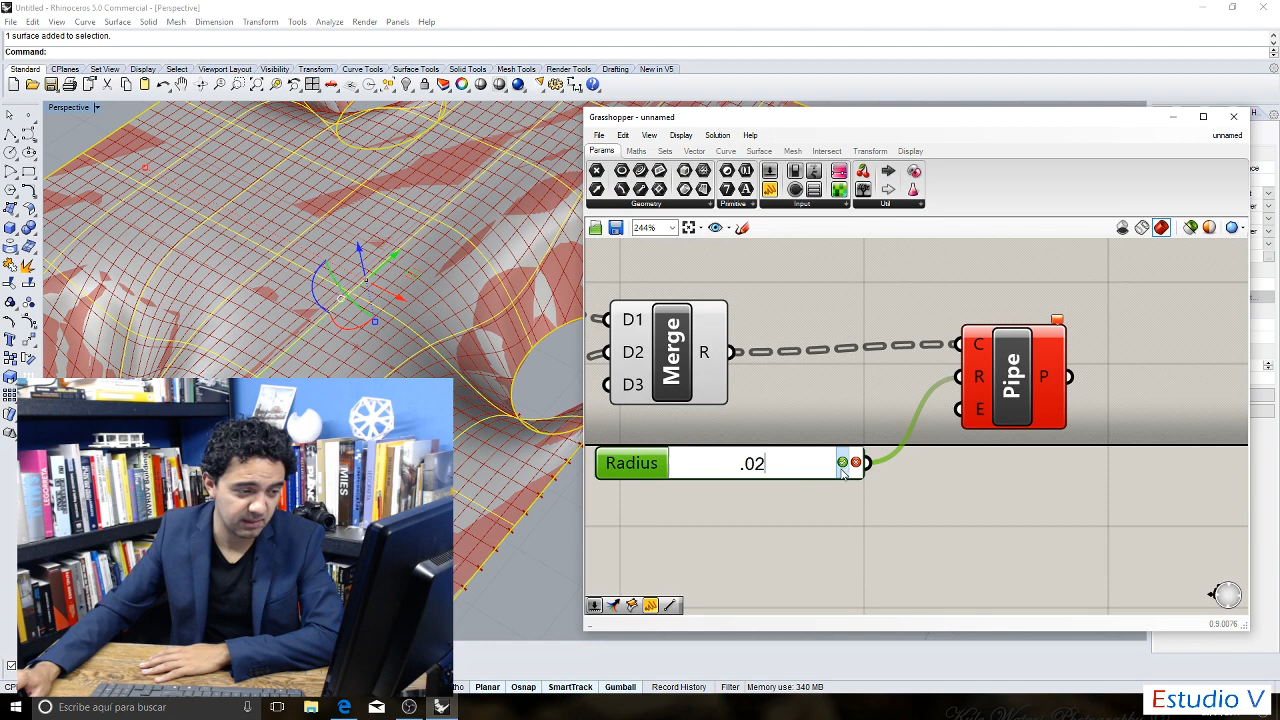 Untitled - Rhinoceros 5.0 Commercial - [Perspective]
File Edit View Curve Surface Solid Mesh Dimension Transform Tools Analyze Render Panels Help
1 surface added to selection.
Command:
Standard CPlanes Set View Display Select Viewport Layout Visibility Transform Curve Tools Surface Tools Solid Tools Mesh Tools Render Tools Drafting New in V5
Perspective
Grasshopper - unnamed
File Edit View Display Solution Help
unnamed
Params Maths Sets Vector Curve Surface Mesh Intersect Transform Display
Geometry Primitive Input Util
244%
D1
D2
D3
Merge
R
C
R
E
Pipe
P
Radius
.02
MIES
0.9.0076
Planar Osnap SmartTrack Gumball Record History Filter Memory use: 340 MB
Escribe aquí para buscar
Estudio V